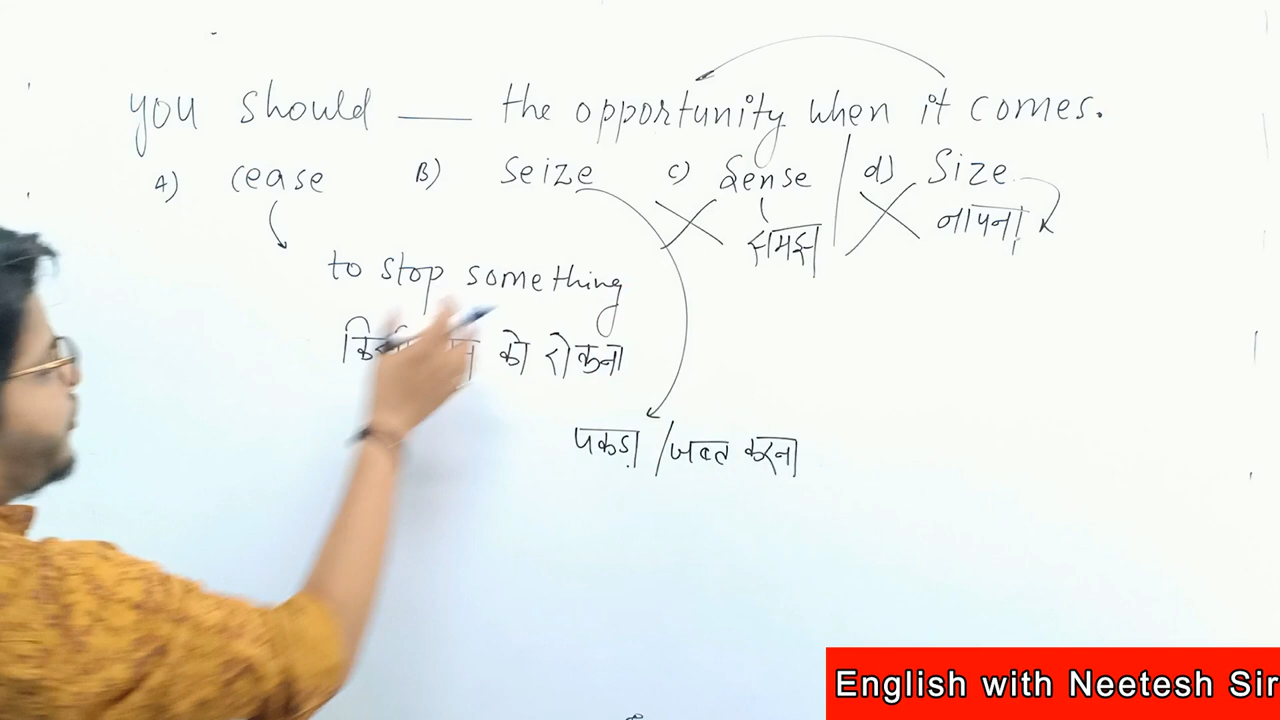 you should ___ the opportunity when it comes.
A) cease B) seize c) sense d) Size
समझ नापना
to stop something
को रोकना
पकड़ना / जब्त करना
English with Neetesh Sir